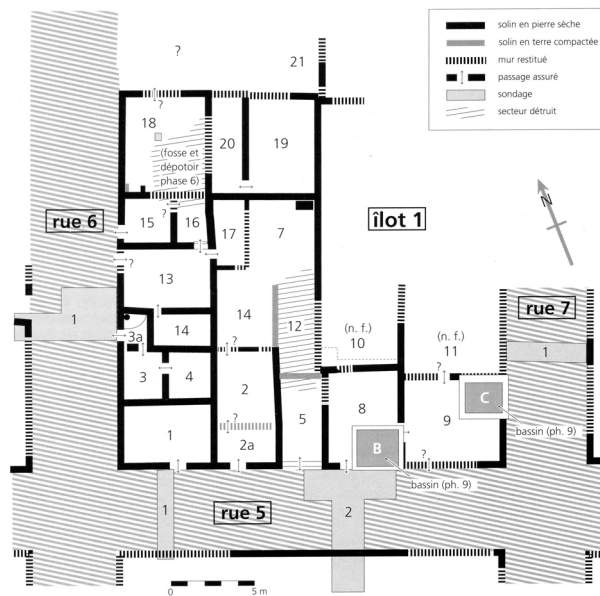 ?
21
solin en pierre sèche
solin en terre compactée
mur restitué
passage assuré
sondage
secteur détruit
?
18
20
19
(fosse et
dépotoir
phase 6)
N
rue 6
?
15
16
17
7
îlot 1
?
13
rue 7
1
3a
14
14
12
(n. f.)
10
(n. f.)
11
1
?
?
3
4
2
8
9
C
1
?
2a
5
B
?
bassin (ph. 9)
bassin (ph. 9)
1
rue 5
2
0
5 m